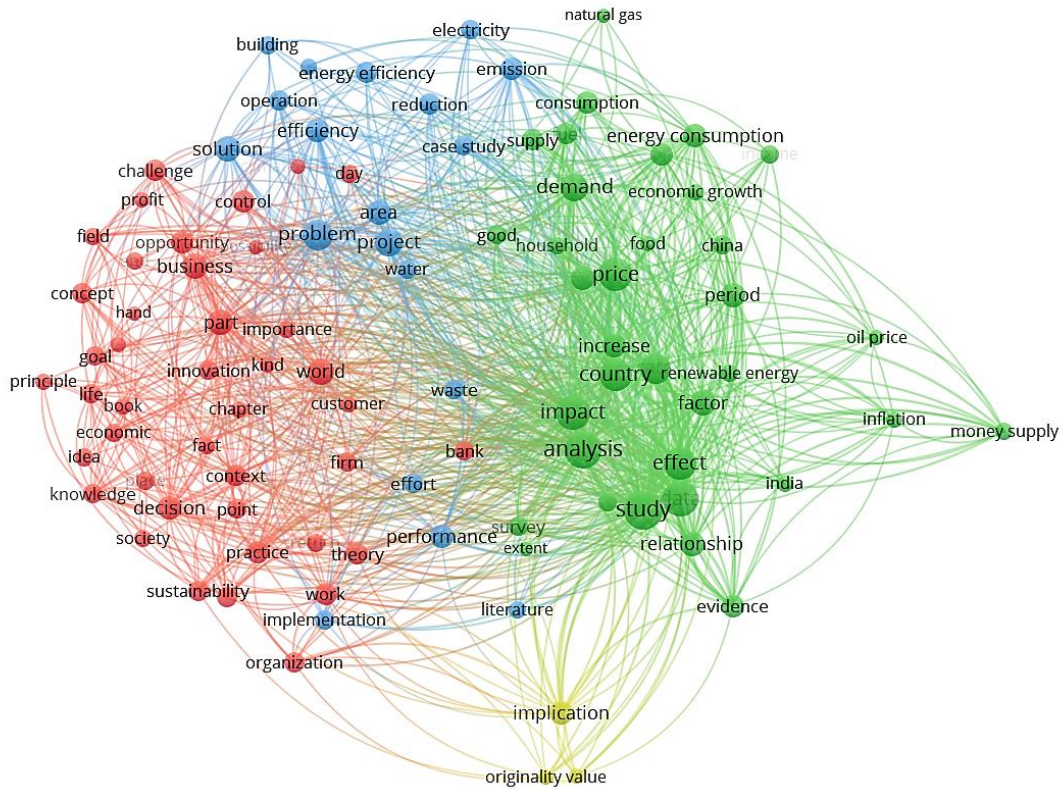 natural gas
electricity
building
emission
energy efficiency
operation
reduction
consumption
efficiency
energy consumption
supply
case study
solution
income
challenge
day
demand
economic growth
profit
control
area
field
problem
project
good
household
food
china
opportunity
business
water
price
concept
period
hand
part
importance
oil price
increase
goal
innovation
kind
world
country
renewable energy
principle
life
waste
book
chapter
customer
impact
factor
inflation
economic
money supply
idea
fact
bank
analysis
firm
effect
place
context
effort
india
knowledge
data
decision
point
study
survey
society
performance
return
extent
relationship
practice
theory
sustainability
work
evidence
literature
implementation
organization
implication
originality value